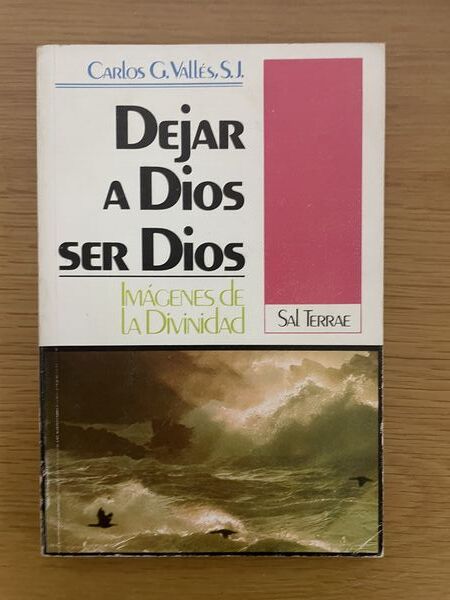 Carlos G. Vallés, S.J.
Dejar
a Dios
ser Dios
Imágenes de
la Divinidad
Sal Terrae